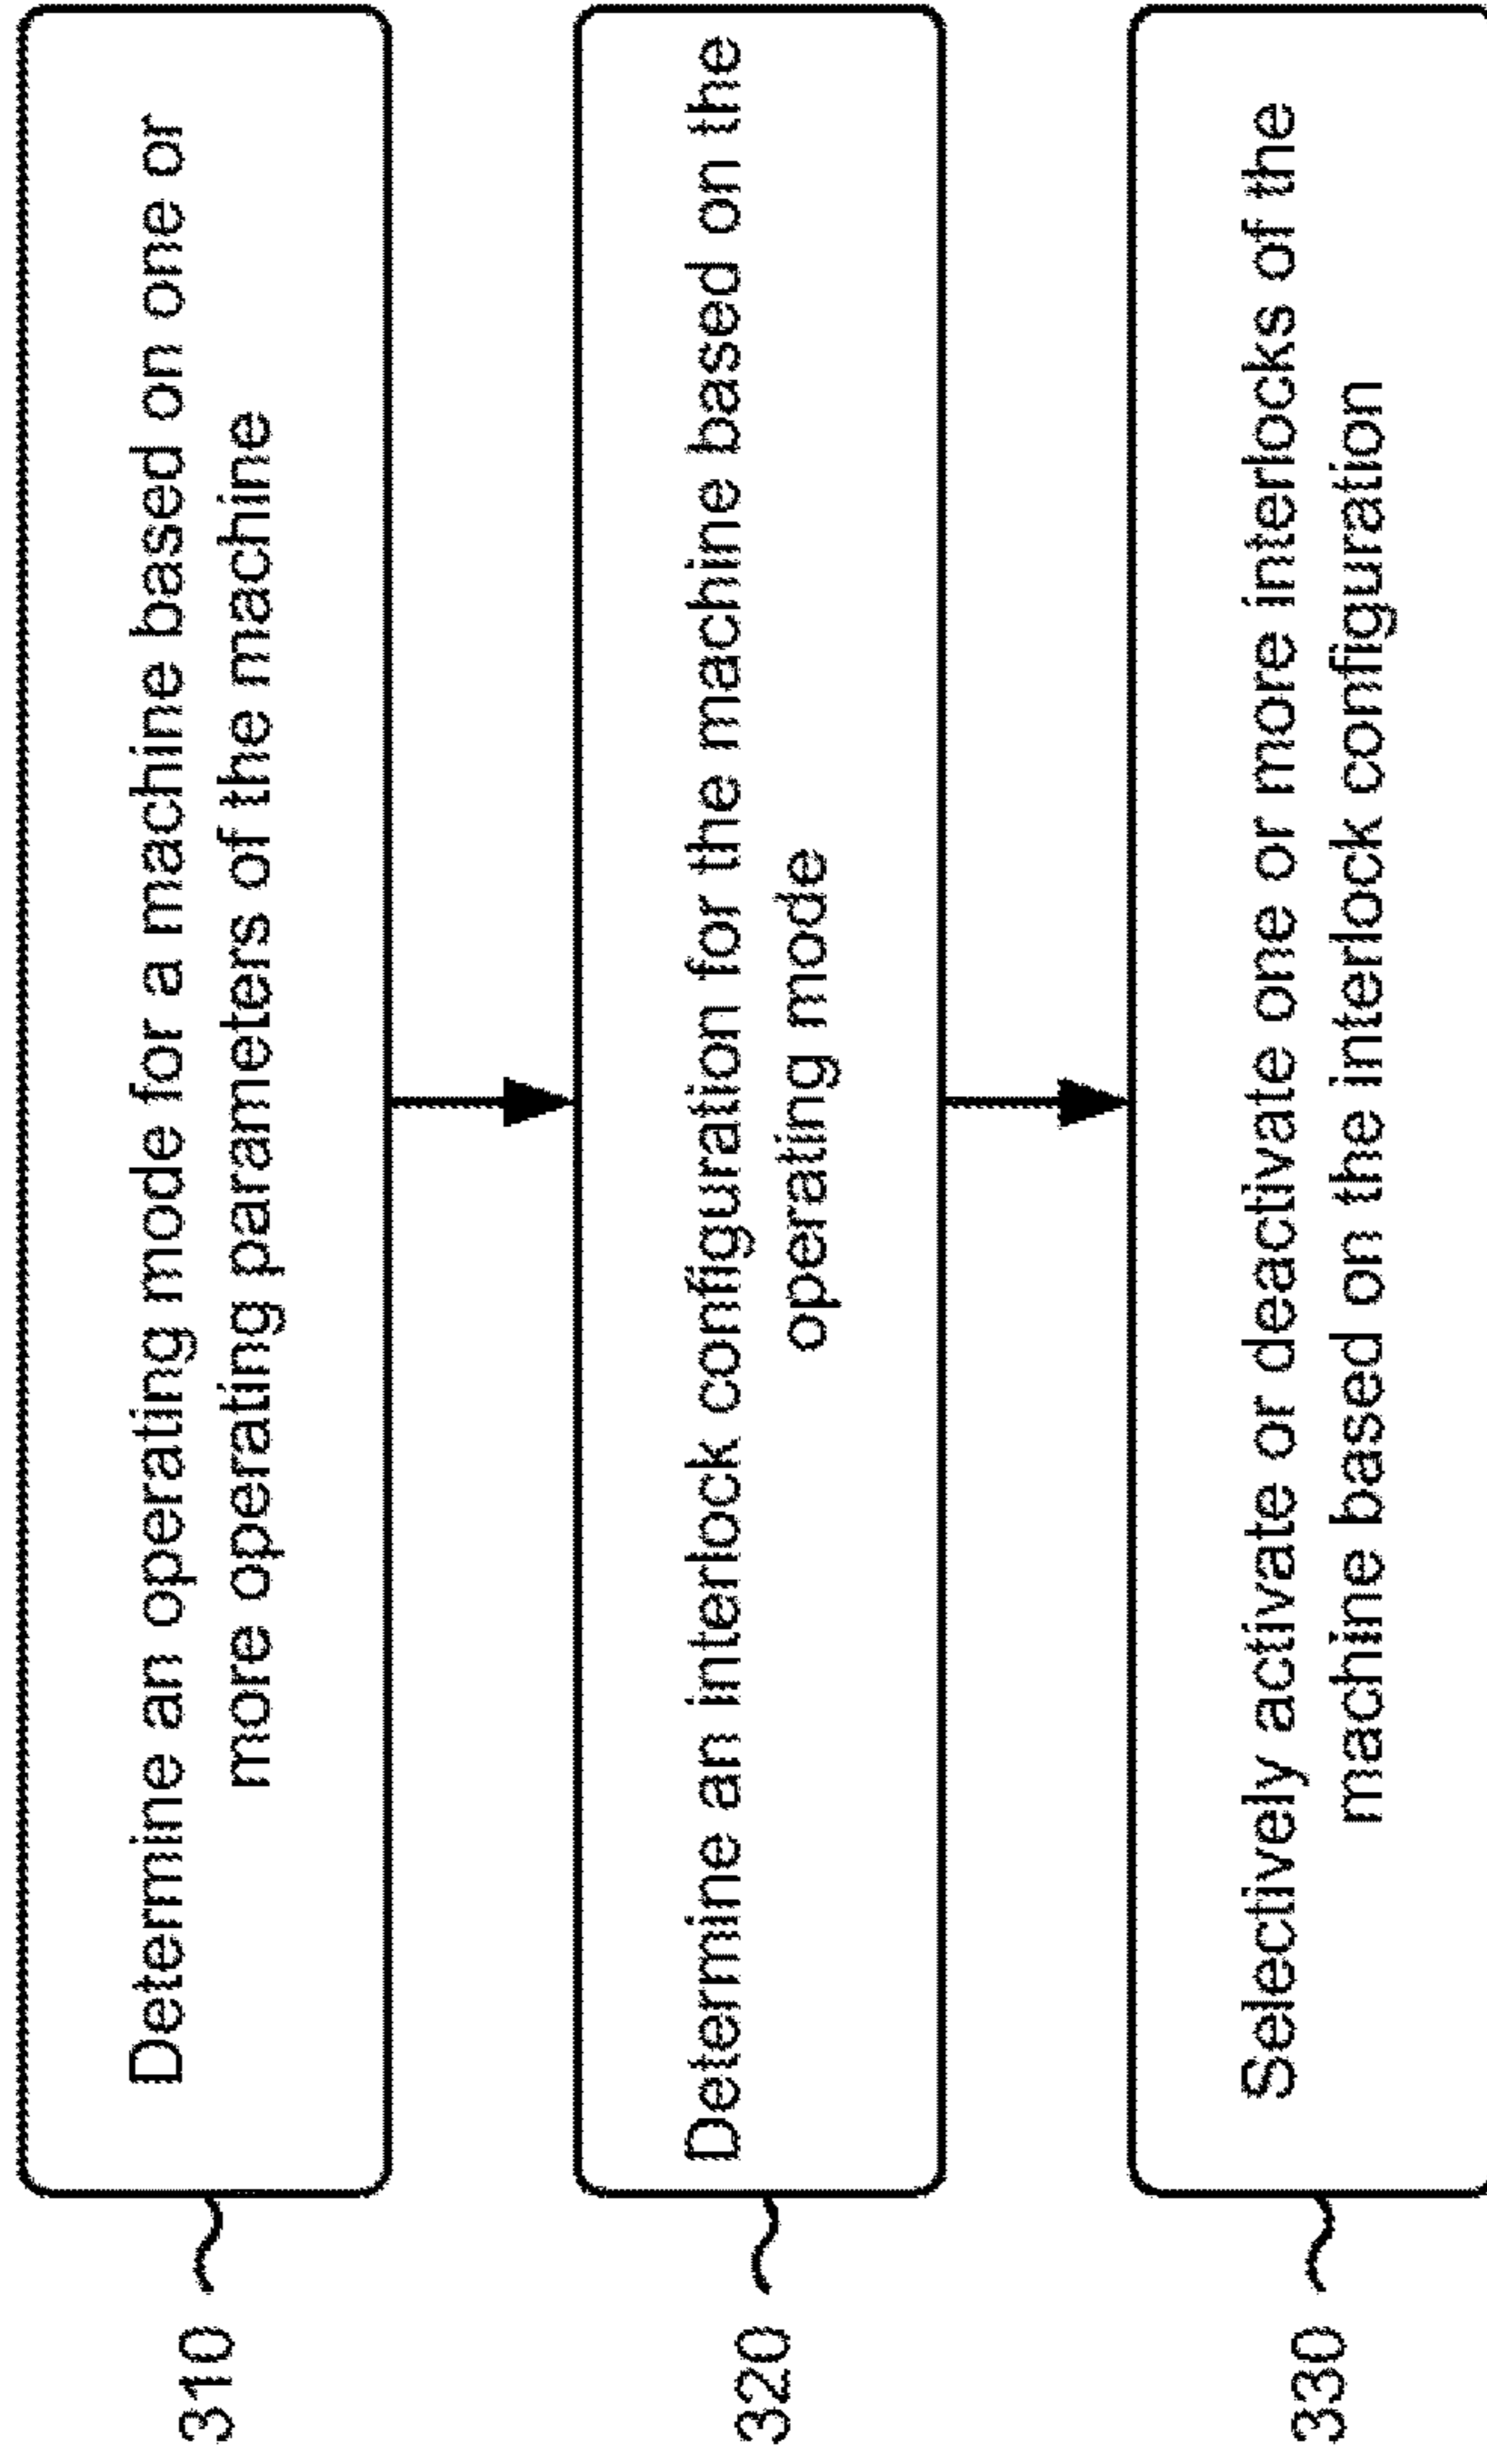 310
Determine an operating mode for a machine based on one or
more operating parameters of the machine
320
Determine an interlock configuration for the machine based on the
operating mode
330
Selectively activate or deactivate one or more interlocks of the
machine based on the interlock configuration